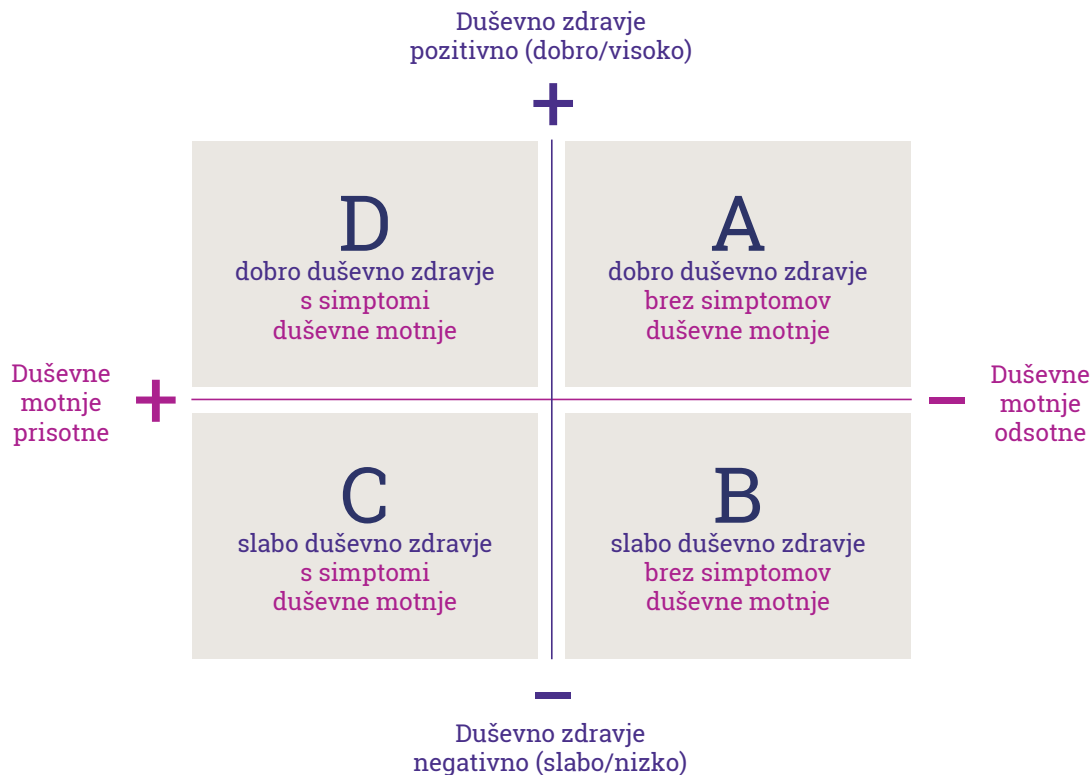 Duševno zdravje
pozitivno (dobro/visoko)
+
D
dobro duševno zdravje
s simptomi
duševne motnje
A
dobro duševno zdravje
brez simptomov
duševne motnje
Duševne
motnje
prisotne
+
−
Duševne
motnje
odsotne
C
slabo duševno zdravje
s simptomi
duševne motnje
B
slabo duševno zdravje
brez simptomov
duševne motnje
−
Duševno zdravje
negativno (slabo/nizko)